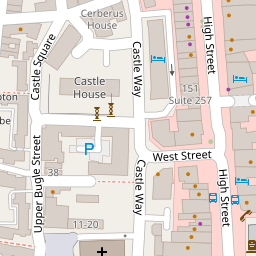 Cerberus
House
High Street
Castle Square
Castle Way
Castle
House
151
Suite 257
Upper Bugle Street
P
West Street
38
Castle Way
High Street
11-20